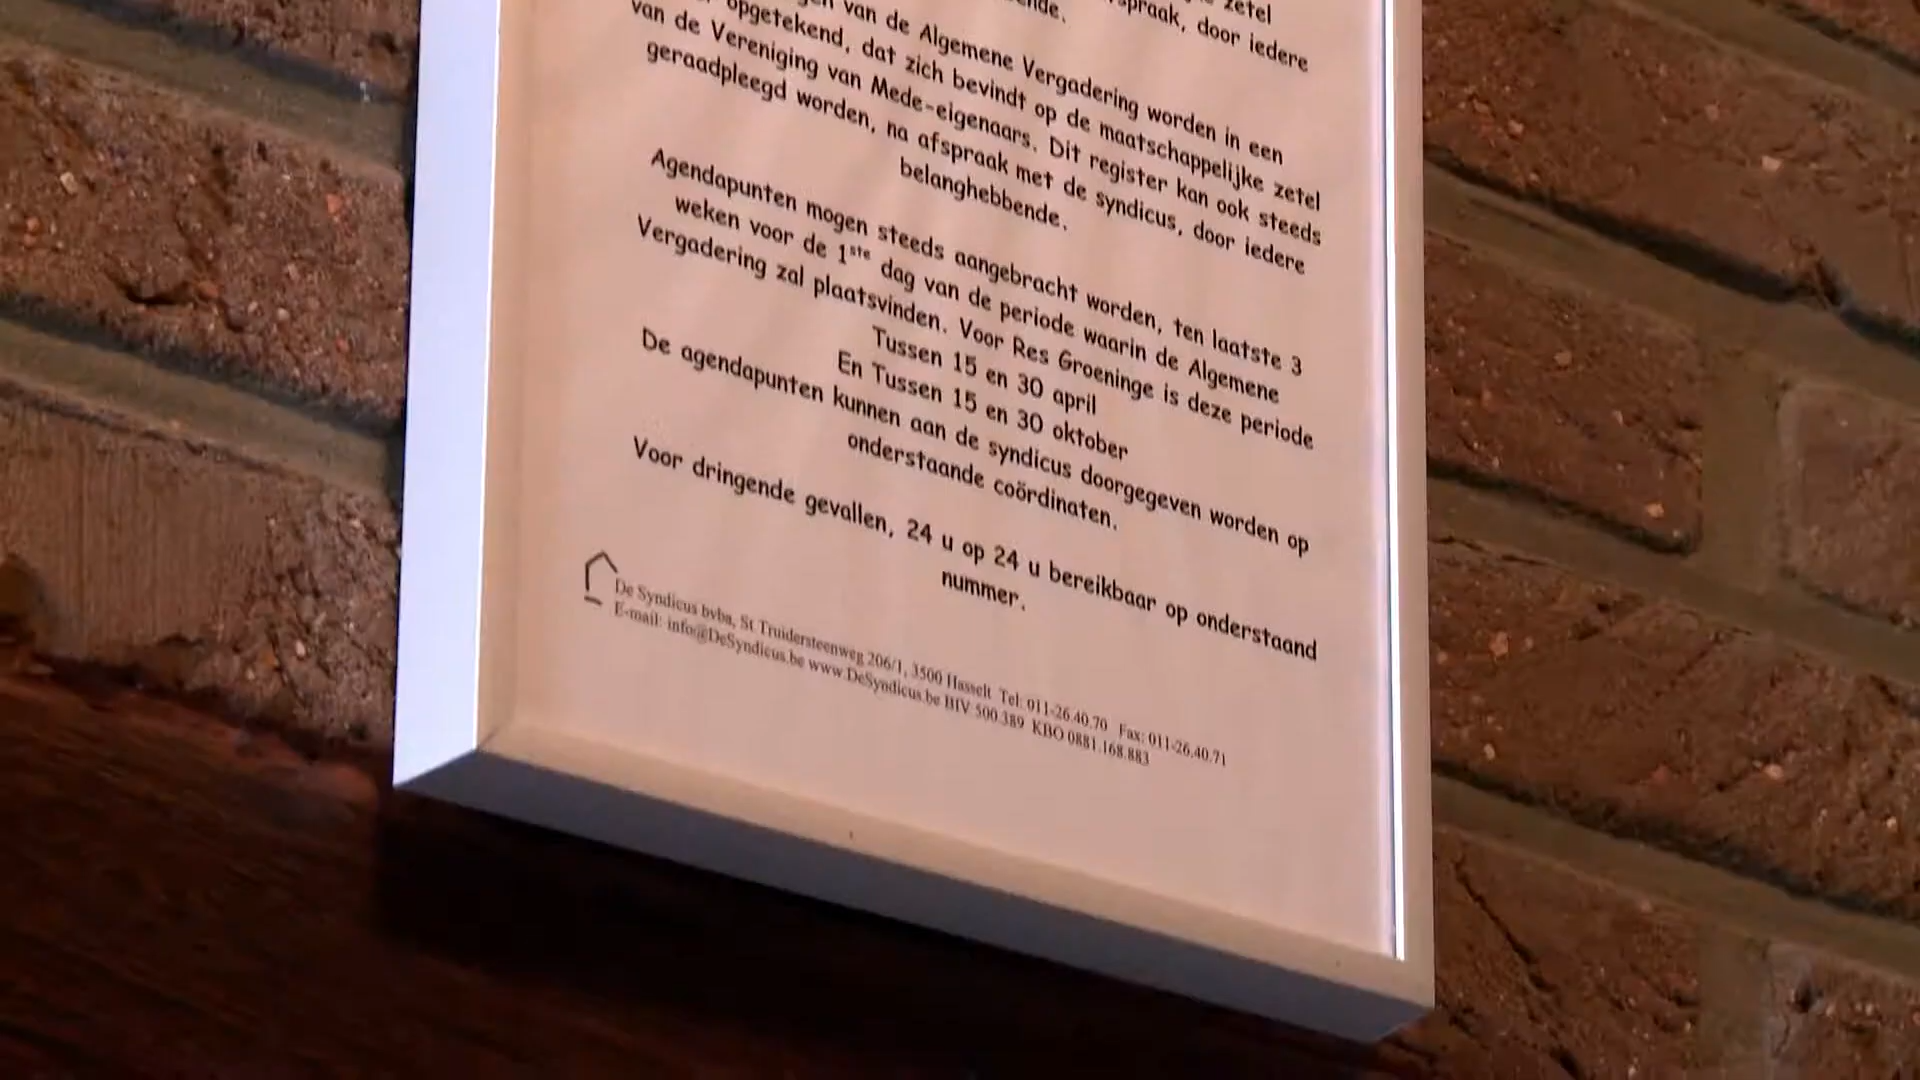 zetel
spraak, door iedere
ende.
van de Algemene Vergadering worden in een
opgetekend, dat zich bevindt op de maatschappelijke zetel
van de Vereniging van Mede-eigenaars. Dit register kan ook steeds
geraadpleegd worden, na afspraak met de syndicus, door iedere
belanghebbende.
Agendapunten mogen steeds aangebracht worden, ten laatste 3
weken voor de 1ste dag van de periode waarin de Algemene
Vergadering zal plaatsvinden. Voor Res Groeninge is deze periode
Tussen 15 en 30 april
En Tussen 15 en 30 oktober
De agendapunten kunnen aan de syndicus doorgegeven worden op
onderstaande coördinaten.
Voor dringende gevallen, 24 u op 24 u bereikbaar op onderstaand
nummer.
De Syndicus bvba, St Truidersteenweg 206/1, 3500 Hasselt Tel: 011-26.40.70 Fax: 011-26.40.71
E-mail: info@DeSyndicus.be www.DeSyndicus.be BIV 500.389 KBO 0881.168.883